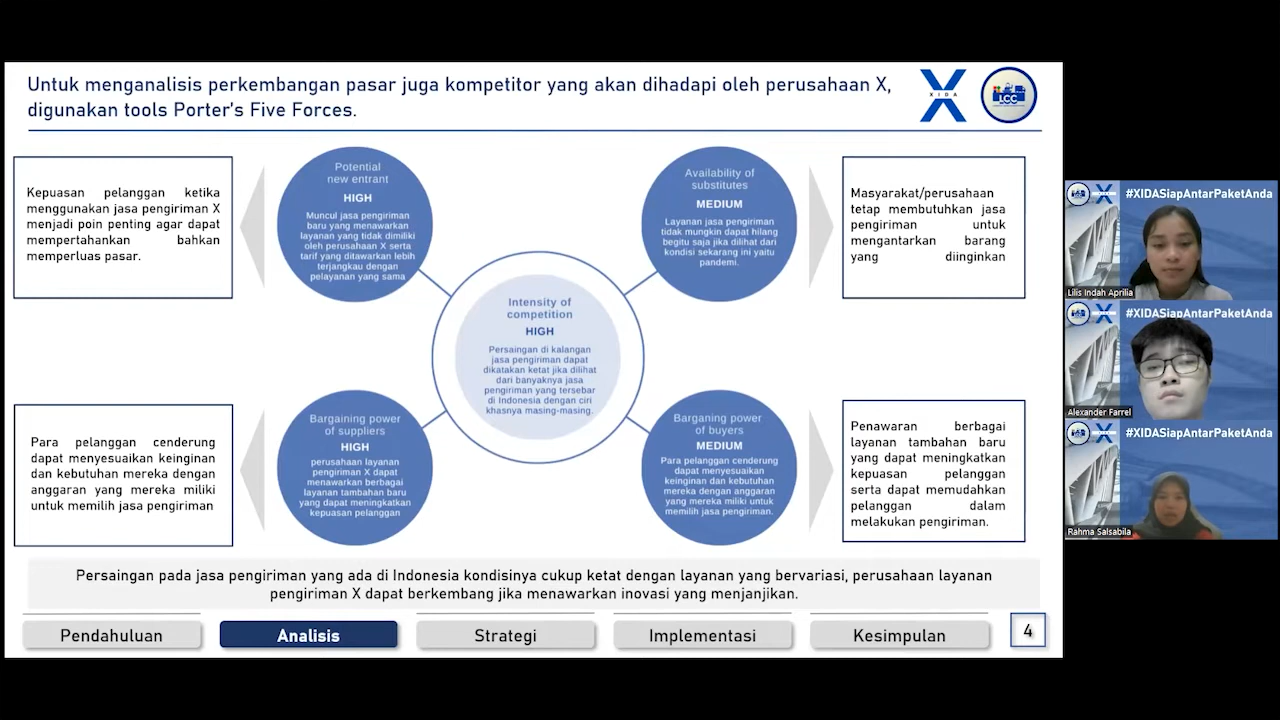 Untuk menganalisis perkembangan pasar juga kompetitor yang akan dihadapi oleh perusahaan X,
digunakan tools Porter's Five Forces.
XIDA
LCC
Kepuasan pelanggan ketika
menggunakan jasa pengiriman X
menjadi poin penting agar dapat
mempertahankan bahkan
memperluas pasar.
Potential
new entrant
HIGH
Muncul jasa pengiriman
baru yang menawarkan
layanan yang tidak dimiliki
oleh perusahaan X serta
tarif yang ditawarkan lebih
terjangkau dengan
pelayanan yang sama
Availability of
substitutes
MEDIUM
Layanan jasa pengiriman
tidak mungkin dapat hilang
begitu saja jika dilihat dari
kondisi sekarang ini yaitu
pandemi.
Masyarakat/perusahaan
tetap membutuhkan jasa
pengiriman untuk
mengantarkan barang
yang diinginkan
Intensity of
competition
HIGH
Persaingan di kalangan
jasa pengiriman dapat
dikatakan ketat jika dilihat
dari banyaknya jasa
pengiriman yang tersebar
di Indonesia dengan ciri
khasnya masing-masing.
Para pelanggan cenderung
dapat menyesuaikan keinginan
dan kebutuhan mereka dengan
anggaran yang mereka miliki
untuk memilih jasa pengiriman
Bargaining power
of suppliers
HIGH
perusahaan layanan
pengiriman X dapat
menawarkan berbagai
layanan tambahan baru
yang dapat meningkatkan
kepuasan pelanggan
Barganing power
of buyers
MEDIUM
Para pelanggan cenderung
dapat menyesuaikan
keinginan dan kebutuhan
mereka dengan anggaran
yang mereka miliki untuk
memilih jasa pengiriman.
Penawaran berbagai
layanan tambahan baru
yang dapat meningkatkan
kepuasan pelanggan
serta dapat memudahkan
pelanggan dalam
melakukan pengiriman.
Persaingan pada jasa pengiriman yang ada di Indonesia kondisinya cukup ketat dengan layanan yang bervariasi, perusahaan layanan
pengiriman X dapat berkembang jika menawarkan inovasi yang menjanjikan.
Pendahuluan
Analisis
Strategi
Implementasi
Kesimpulan
4
#XIDASiapAntarPaketAnda
Lilis Indah Aprilia
#XIDASiapAntarPaketAnda
Alexander Farrel
#XIDASiapAntarPaketAnda
Rahma Salsabila